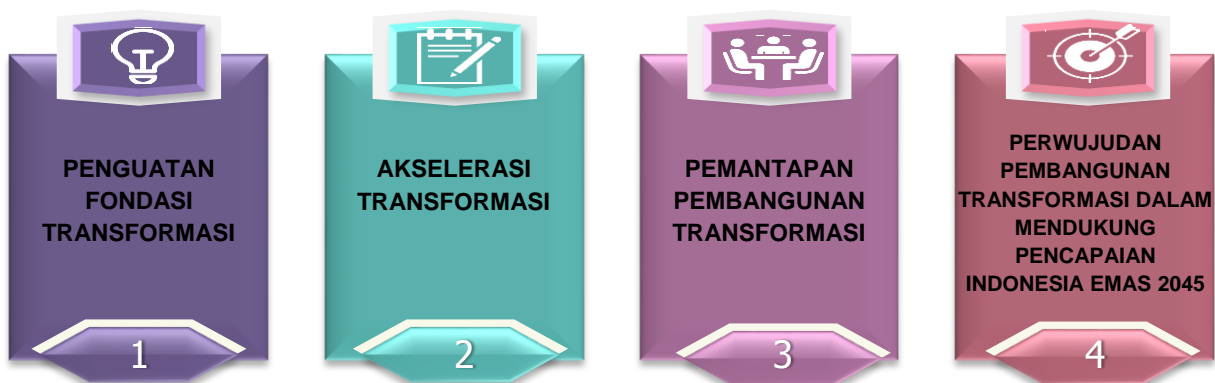 PENGUATAN
FONDASI
TRANSFORMASI
1
AKSELERASI
TRANSFORMASI
2
PEMANTAPAN
PEMBANGUNAN
TRANSFORMASI
3
PERWUJUDAN
PEMBANGUNAN
TRANSFORMASI DALAM
MENDUKUNG
PENCAPAIAN
INDONESIA EMAS 2045
4